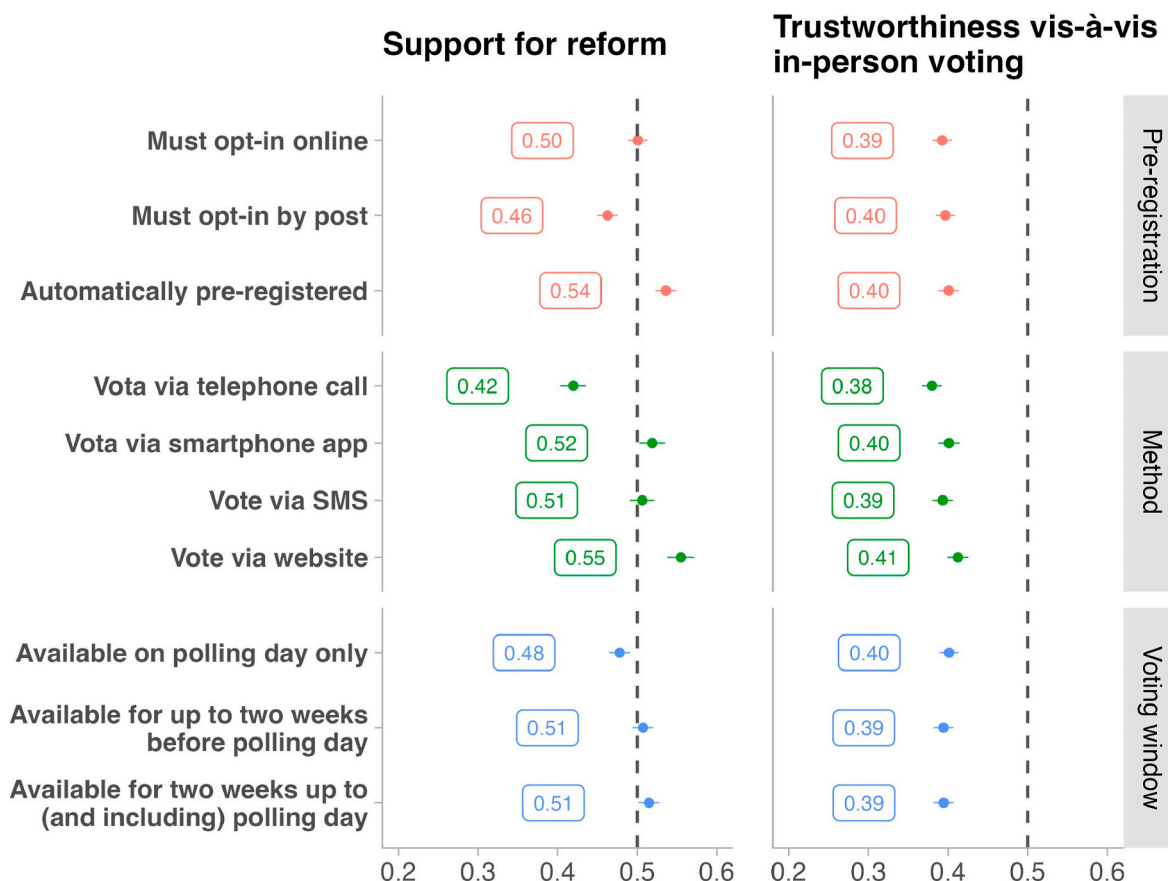 Support for reform
Trustworthiness vis-à-vis
in-person voting
Must opt-in online
0.50
0.39
Must opt-in by post
0.46
0.40
Automatically pre-registered
0.54
0.40
Pre-registration
Vota via telephone call
0.42
0.38
Vota via smartphone app
0.52
0.40
Vote via SMS
0.51
0.39
Vote via website
0.55
0.41
Method
Available on polling day only
0.48
0.40
Available for up to two weeks
before polling day
0.51
0.39
Available for two weeks up to
(and including) polling day
0.51
0.39
Voting window
0.2 0.3 0.4 0.5 0.6
0.2 0.3 0.4 0.5 0.6